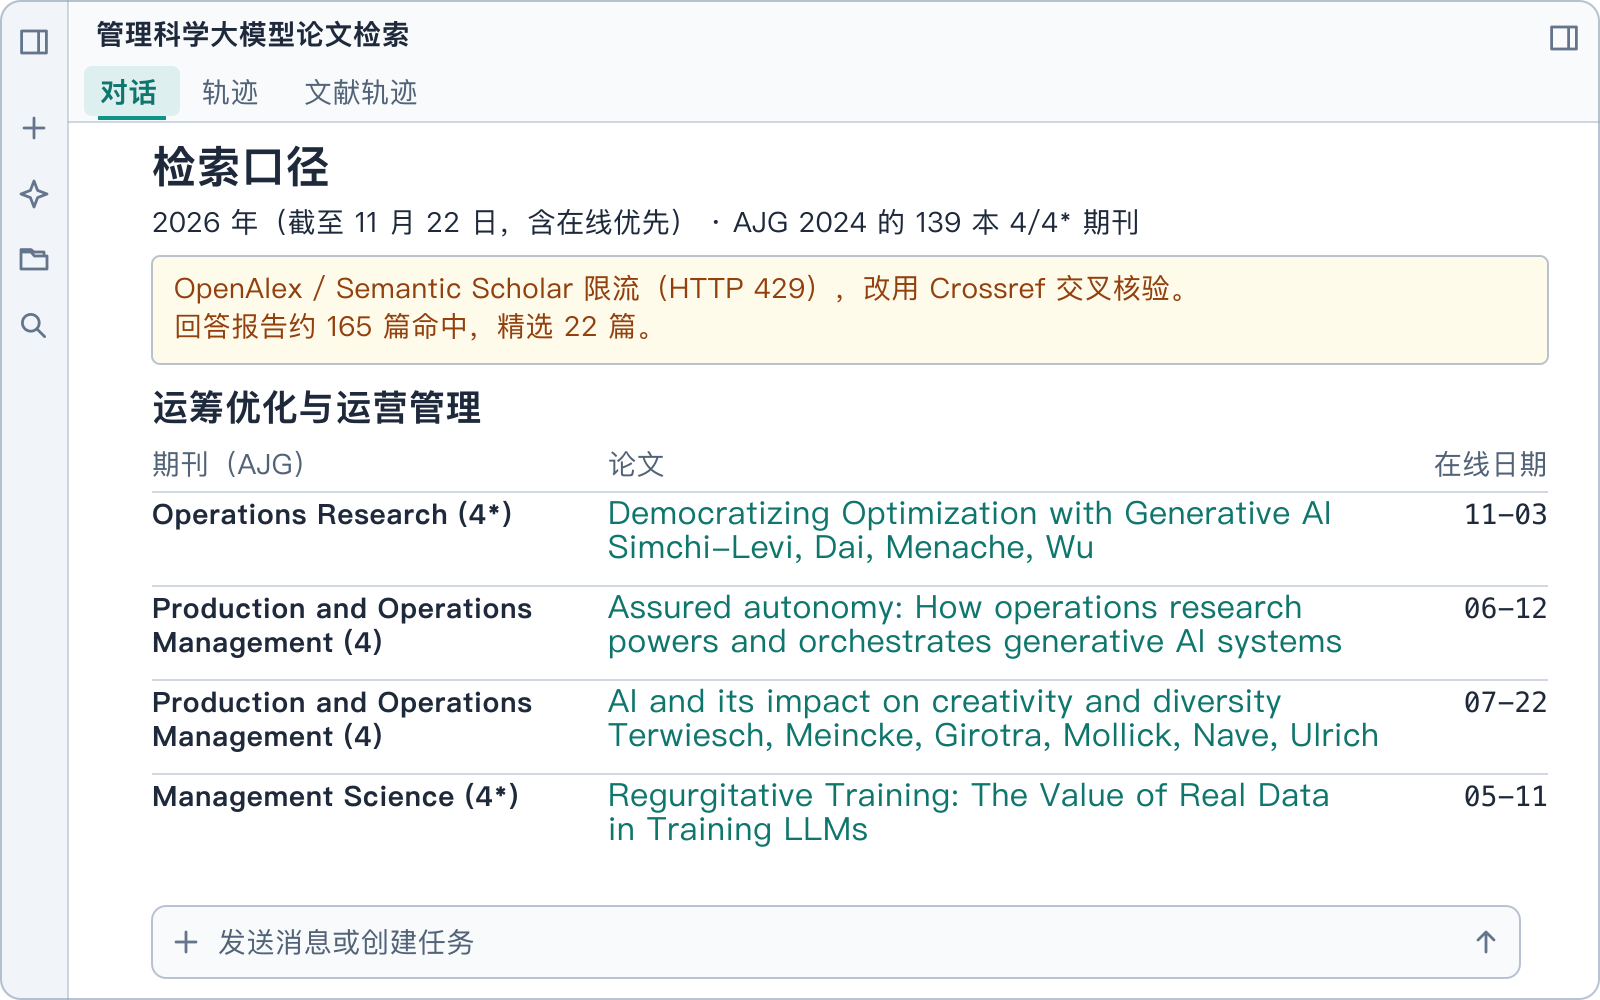 管理科学大模型论文检索
对话 轨迹 文献轨迹
检索口径
2026 年（截至 11 月 22 日，含在线优先） · AJG 2024 的 139 本 4/4* 期刊
OpenAlex / Semantic Scholar 限流（HTTP 429），改用 Crossref 交叉核验。
回答报告约 165 篇命中，精选 22 篇。
运筹优化与运营管理
期刊（AJG） 论文 在线日期
Operations Research (4*) Democratizing Optimization with Generative AI 11-03
Simchi-Levi, Dai, Menache, Wu
Production and Operations Assured autonomy: How operations research 06-12
Management (4) powers and orchestrates generative AI systems
Production and Operations AI and its impact on creativity and diversity 07-22
Management (4) Terwiesch, Meincke, Girotra, Mollick, Nave, Ulrich
Management Science (4*) Regurgitative Training: The Value of Real Data 05-11
in Training LLMs
发送消息或创建任务